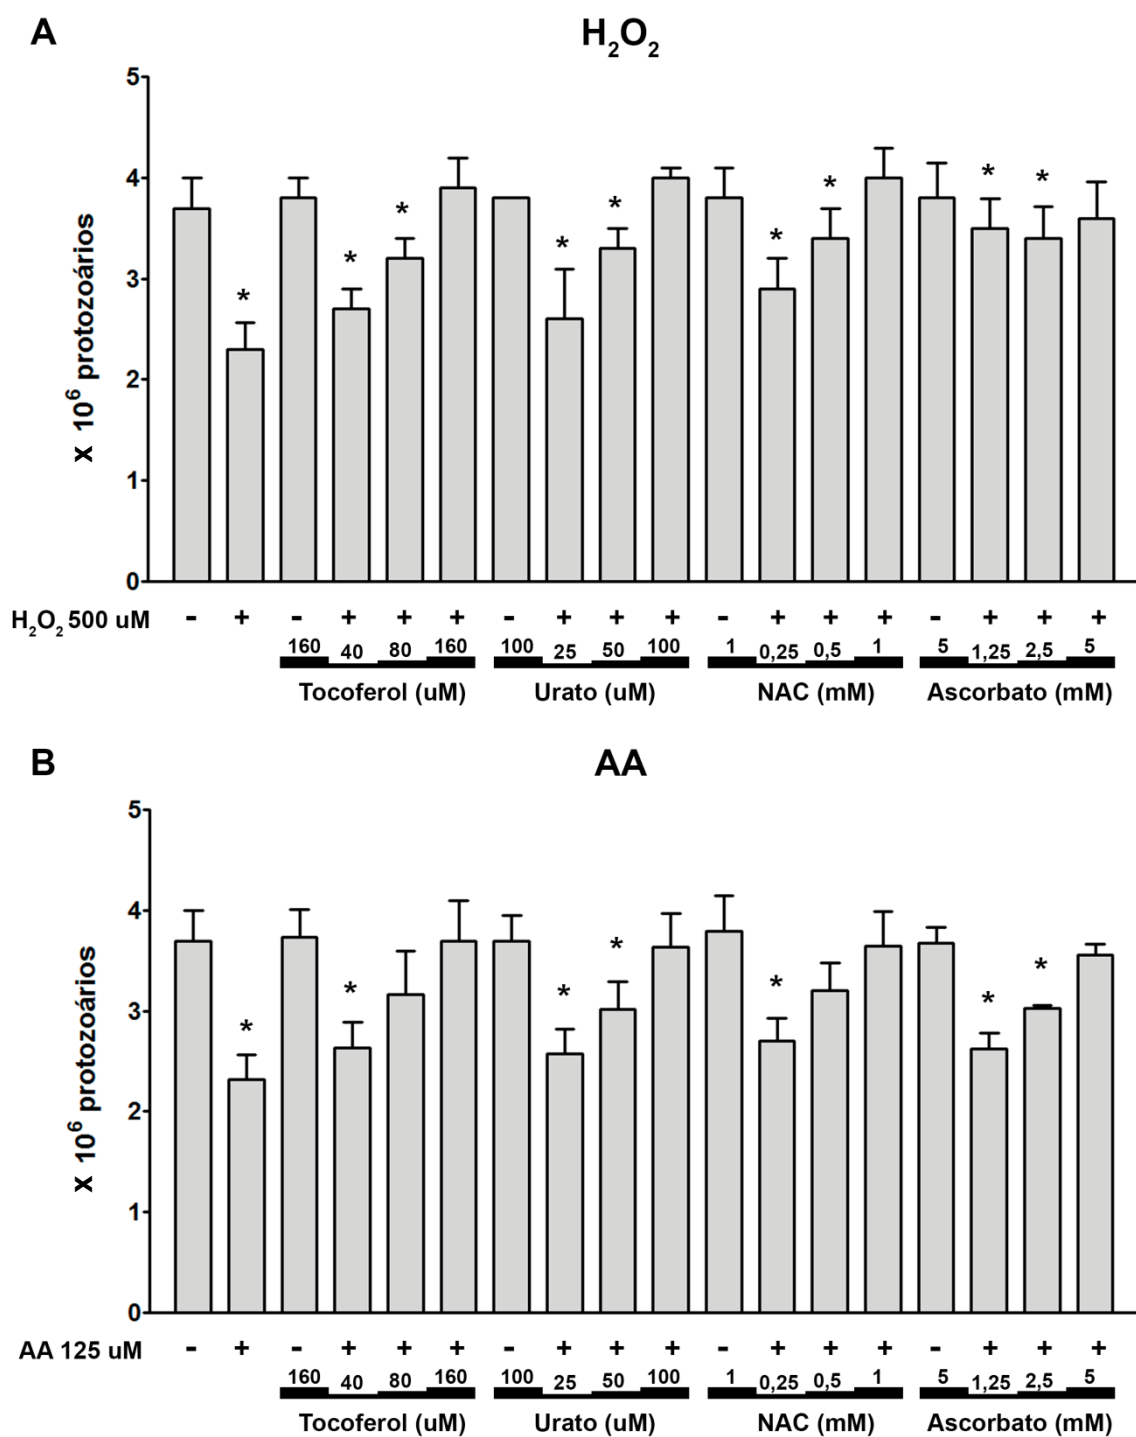 A
H₂O₂
5
4
3
2
1
0
x 10⁶ protozoários
* * * * * * * * *
H₂O₂ 500 uM - + - + + + - + + + - + + + - + + +
160 40 80 160 100 25 50 100 1 0,25 0,5 1 5 1,25 2,5 5
Tocoferol (uM) Urato (uM) NAC (mM) Ascorbato (mM)
B
AA
5
4
3
2
1
0
x 10⁶ protozoários
* * * * * * *
AA 125 uM - + - + + + - + + + - + + + - + + +
160 40 80 160 100 25 50 100 1 0,25 0,5 1 5 1,25 2,5 5
Tocoferol (uM) Urato (uM) NAC (mM) Ascorbato (mM)